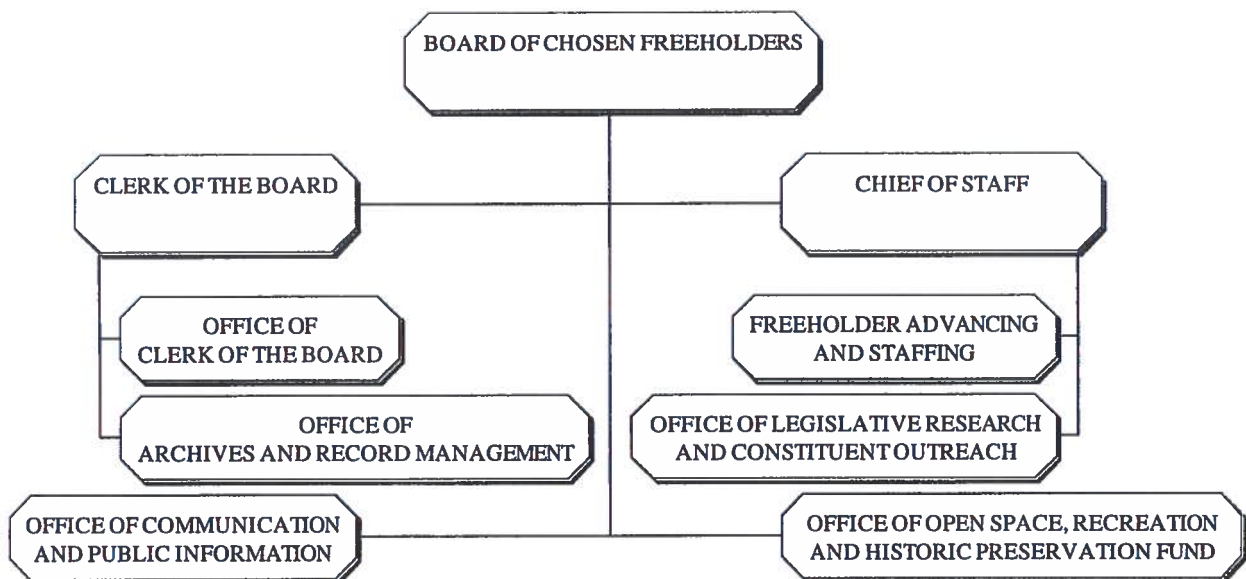 BOARD OF CHOSEN FREEHOLDERS
CLERK OF THE BOARD
CHIEF OF STAFF
OFFICE OF
CLERK OF THE BOARD
FREEHOLDER ADVANCING
AND STAFFING
OFFICE OF
ARCHIVES AND RECORD MANAGEMENT
OFFICE OF LEGISLATIVE RESEARCH
AND CONSTITUENT OUTREACH
OFFICE OF COMMUNICATION
AND PUBLIC INFORMATION
OFFICE OF OPEN SPACE, RECREATION
AND HISTORIC PRESERVATION FUND